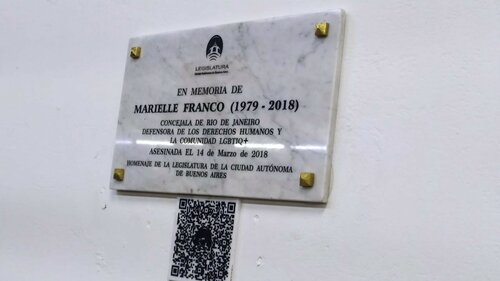 LEGISLATURA
EN MEMORIA DE
MARIELLE FRANCO (1979 - 2018)
CONCEJALA DE RIO DE JANEIRO
DEFENSORA DE LOS DERECHOS HUMANOS Y
LA COMUNIDAD LGBTIQ+
ASESINADA EL 14 de Marzo de 2018
HOMENAJE DE LA LEGISLATURA DE LA CIUDAD AUTÓNOMA
DE BUENOS AIRES